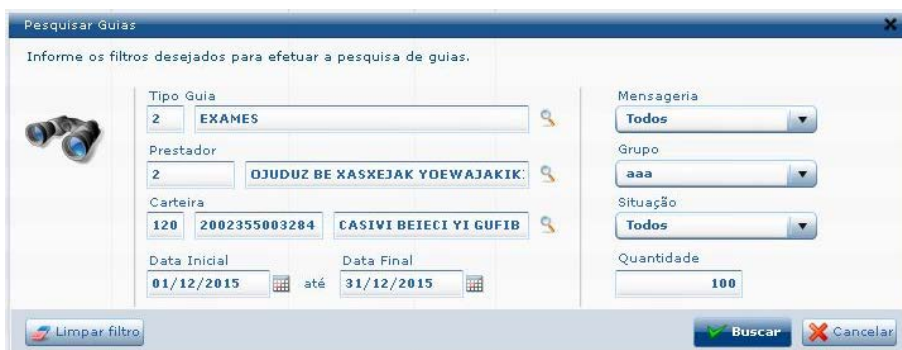 Pesquisar Guias
Informe os filtros desejados para efetuar a pesquisa de guias.
Tipo Guia
2 EXAMES
Prestador
2 OJUDUZ BE XASXEJAK YOEWAJAKIK
Carteira
120 2002355003284 CASIVI BEIECI YI GUFIB
Data Inicial Data Final
01/12/2015 até 31/12/2015
Mensageria
Todos
Grupo
aaa
Situação
Todos
Quantidade
100
Limpar filtro Buscar Cancelar